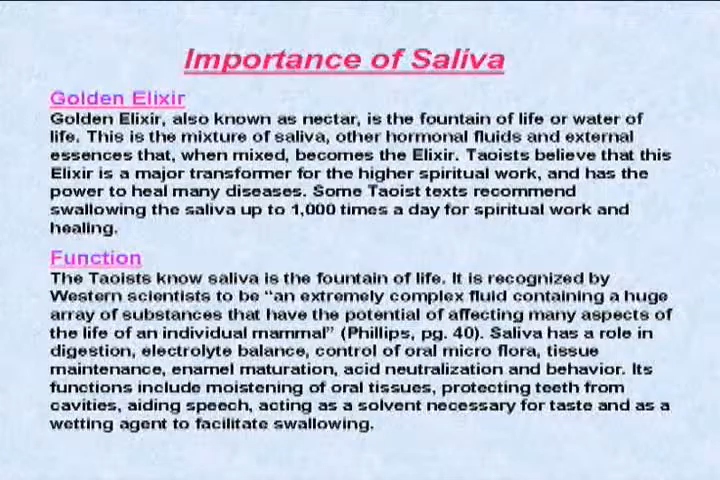 Importance of Saliva
Golden Elixir
Golden Elixir, also known as nectar, is the fountain of life or water of
life. This is the mixture of saliva, other hormonal fluids and external
essences that, when mixed, becomes the Elixir. Taoists believe that this
Elixir is a major transformer for the higher spiritual work, and has the
power to heal many diseases. Some Taoist texts recommend
swallowing the saliva up to 1,000 times a day for spiritual work and
healing.
Function
The Taoists know saliva is the fountain of life. It is recognized by
Western scientists to be “an extremely complex fluid containing a huge
array of substances that have the potential of affecting many aspects of
the life of an individual mammal” (Phillips, pg. 40). Saliva has a role in
digestion, electrolyte balance, control of oral micro flora, tissue
maintenance, enamel maturation, acid neutralization and behavior. Its
functions include moistening of oral tissues, protecting teeth from
cavities, aiding speech, acting as a solvent necessary for taste and as a
wetting agent to facilitate swallowing.